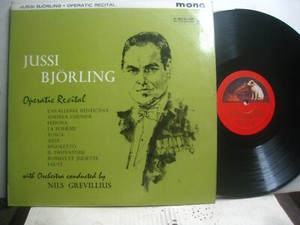 JUSSI BJÖRLING · OPERATIC RECITAL
mono
JUSSI
BJÖRLING
Operatic Recital
CAVALLERIA RUSTICANA
ANDREA CHENIER
FEDORA
LA BOHÈME
TOSCA
AIDA
RIGOLETTO
IL TROVATORE
ROMEO ET JULIETTE
FAUST
with Orchestra conducted by
NILS GREVILLIUS